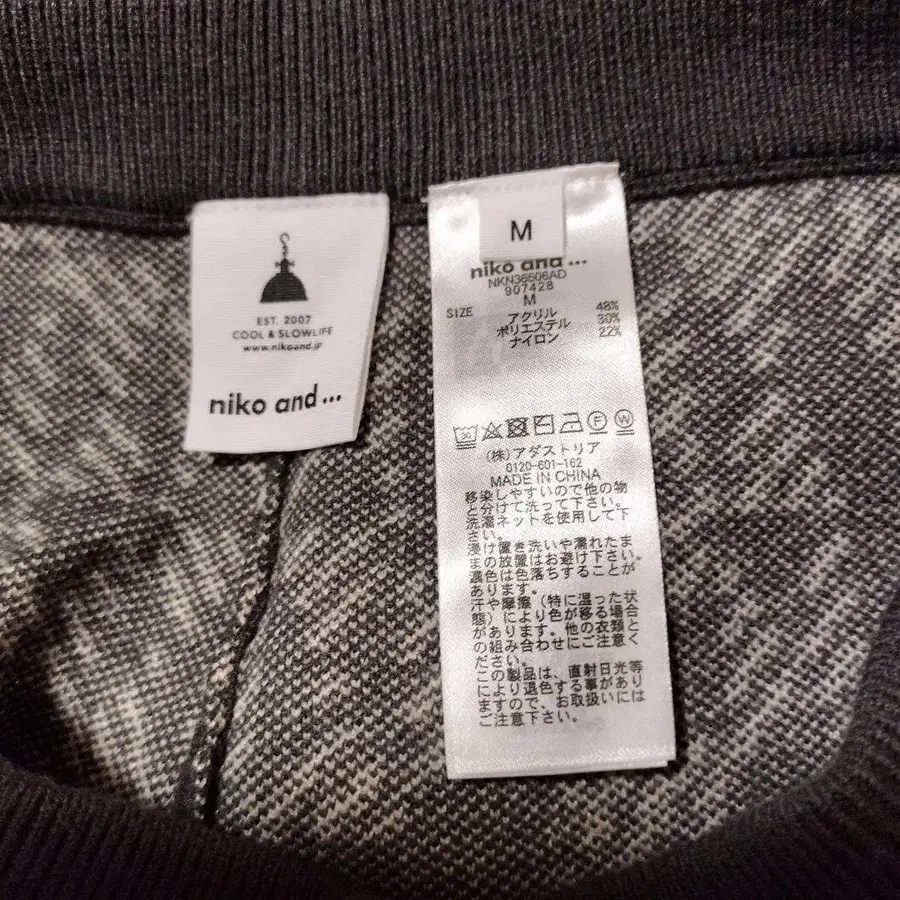 EST. 2007
COOL & SLOWLIFE
www.nikoand.jp
niko and ...
M
niko and ...
NKN36506AD
907428
SIZE M
アクリル 48%
ポリエステル 30%
ナイロン 22%
30
F W
(株)アダストリア
0120-601-162
MADE IN CHINA
移染しやすいので他の物
と分けて洗って下さい。
洗濯ネットを使用して下
さい。
浸け置き洗いや濡れたま
まの放置はお避け下さい。
濃色は色落ちすることが
あります。
汗や摩擦(特に湿った状
態)により色が移る場合
があります。他の衣類と
の組み合わせにご注意く
ださい。
この製品は、直射日光等
により退色する事があり
ますので、お取扱いには
ご注意下さい。